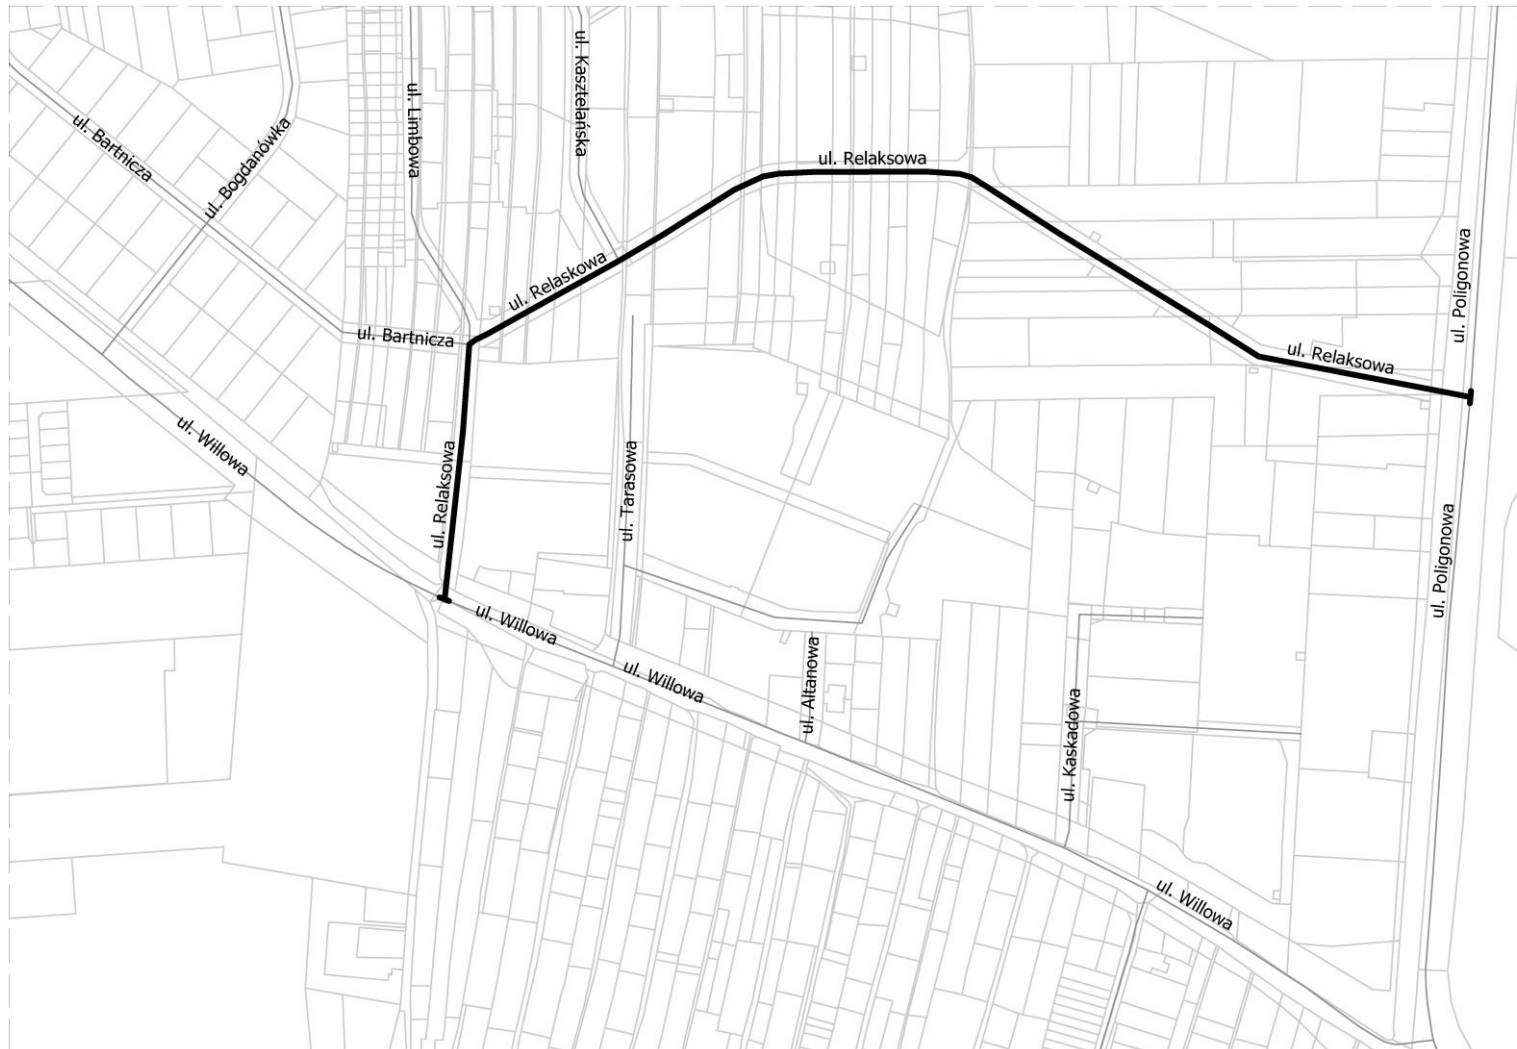 ul. Kasztelańska
ul. Limbowa
ul. Bartnicza
ul. Bogdanówka
ul. Relaksowa
ul. Relaskowa
ul. Poligonowa
ul. Bartnicza
ul. Relaksowa
ul. Willowa
ul. Relaksowa
ul. Tarasowa
ul. Poligonowa
ul. Willowa
ul. Willowa
ul. Altanowa
ul. Kaskadowa
ul. Willowa